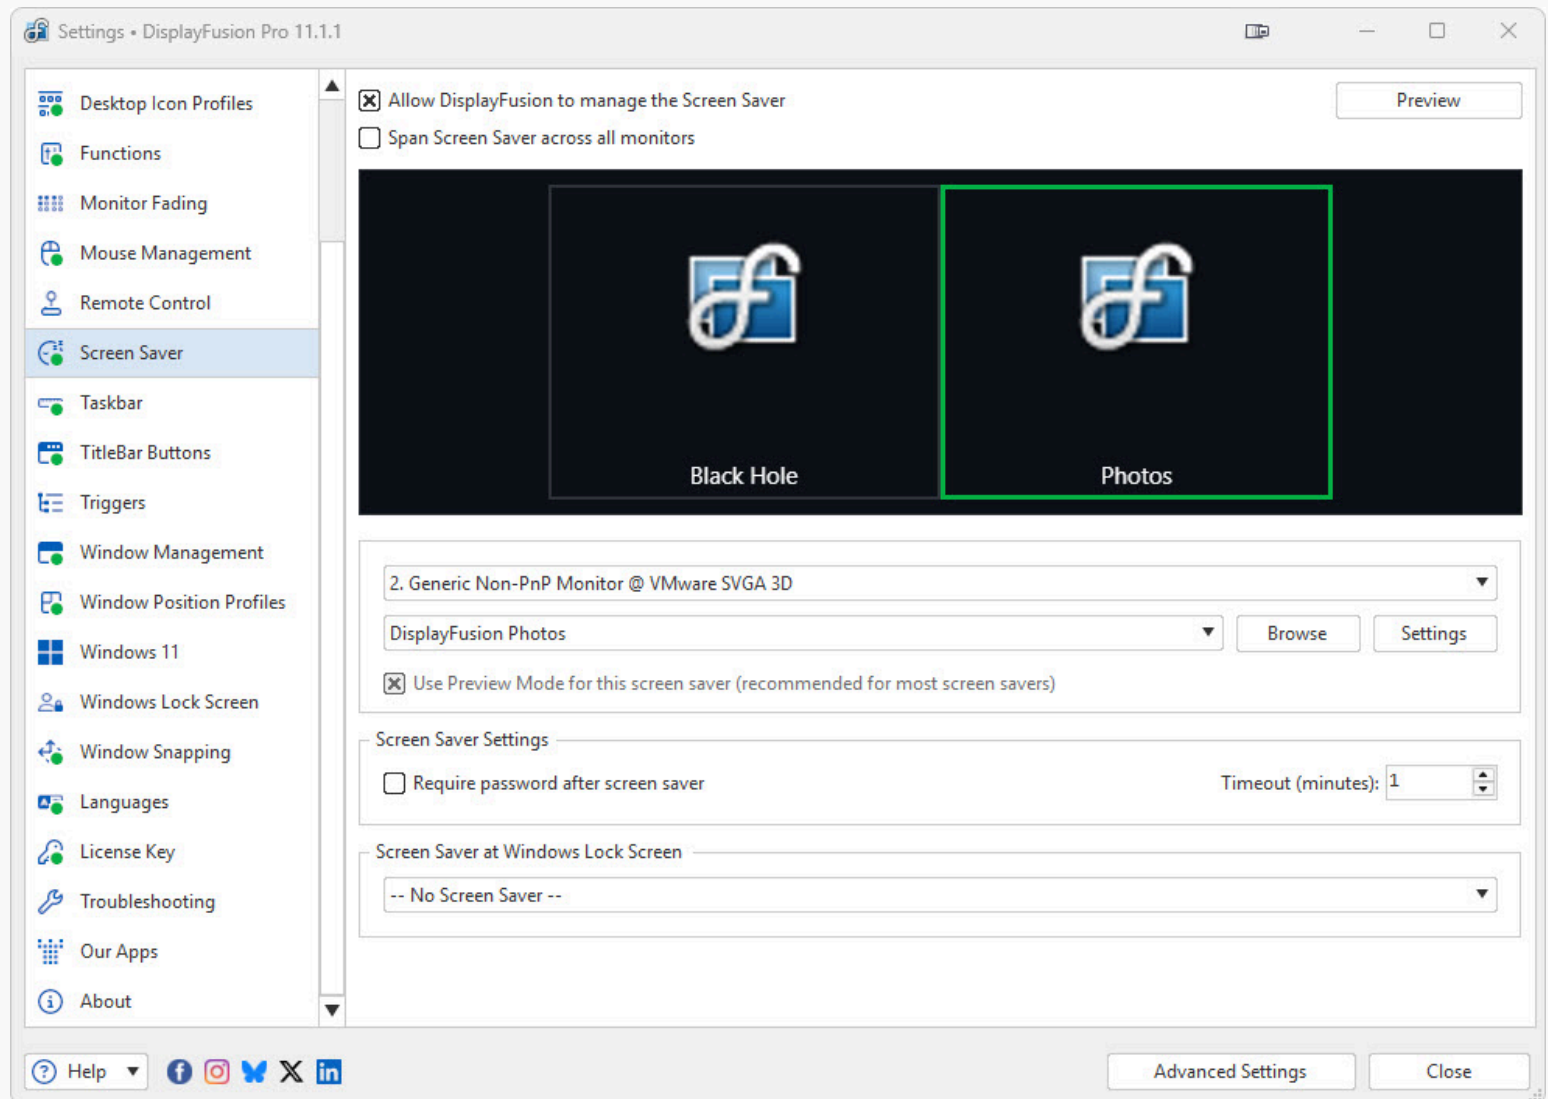 Settings • DisplayFusion Pro 11.1.1
Desktop Icon Profiles
Functions
Monitor Fading
Mouse Management
Remote Control
Screen Saver
Taskbar
TitleBar Buttons
Triggers
Window Management
Window Position Profiles
Windows 11
Windows Lock Screen
Window Snapping
Languages
License Key
Troubleshooting
Our Apps
About
Allow DisplayFusion to manage the Screen Saver
Preview
Span Screen Saver across all monitors
Black Hole
Photos
2. Generic Non-PnP Monitor @ VMware SVGA 3D
DisplayFusion Photos
Browse
Settings
Use Preview Mode for this screen saver (recommended for most screen savers)
Screen Saver Settings
Require password after screen saver
Timeout (minutes): 1
Screen Saver at Windows Lock Screen
-- No Screen Saver --
Help
Advanced Settings
Close